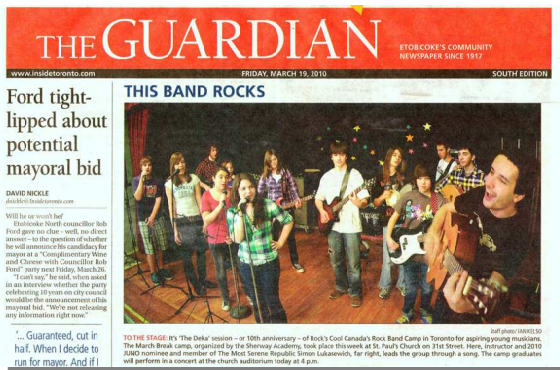 THE GUARDIAN
ETOBICOKE'S COMMUNITY
NEWSPAPER SINCE 1917
www.insidetoronto.com
FRIDAY, MARCH 19, 2010
SOUTH EDITION
Ford tight-
lipped about
potential
mayoral bid
DAVID NICKLE
dnickle@insidetoronto.com
Will he or won't he?
Etobicoke North councillor Rob
Ford gave no clue - well, no direct
answer - to the question of whether
he will announce his candidacy for
mayor at a "Complimentary Wine
and Cheese with Councillor Rob
Ford" party next Friday, March 26.
"I can't say," he said, when asked
in an interview whether the party
celebrating 10 years on city council
would be the announcement of his
mayoral bid. "We're not releasing
any information right now."
'... Guaranteed, cut in
half. When I decide to
run for mayor. And if I
THIS BAND ROCKS
Staff photo/IAN KELSO
TO THE STAGE: It's 'The Deka' session – or 10th anniversary – of Rock's Cool Canada's Rock Band Camp in Toronto for aspiring young musicians.
The March Break camp, organized by the Sherway Academy, took place this week at St. Paul's Church on 31st Street. Here, instructor and 2010
JUNO nominee and member of The Most Serene Republic Simon Lukasewich, far right, leads the group through a song. The camp graduates
will perform in a concert at the church auditorium today at 4 p.m.